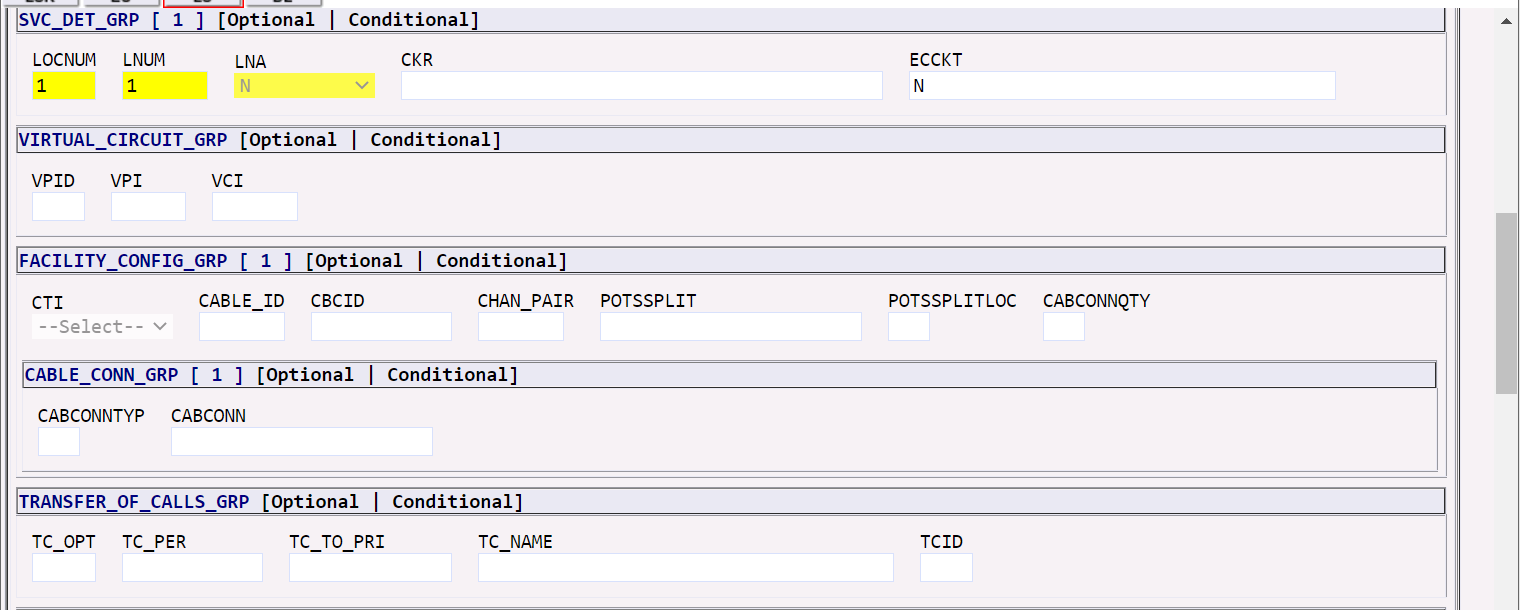 SVC_DET_GRP [ 1 ] [Optional | Conditional]
LOCNUM LNUM LNA CKR ECCKT
1 1 N N
VIRTUAL_CIRCUIT_GRP [Optional | Conditional]
VPID VPI VCI
FACILITY_CONFIG_GRP [ 1 ] [Optional | Conditional]
CTI CABLE_ID CBCID CHAN_PAIR POTSSPLIT POTSSPLITLOC CABCONNQTY
--Select--
CABLE_CONN_GRP [ 1 ] [Optional | Conditional]
CABCONNTYP CABCONN
TRANSFER_OF_CALLS_GRP [Optional | Conditional]
TC_OPT TC_PER TC_TO_PRI TC_NAME TCID